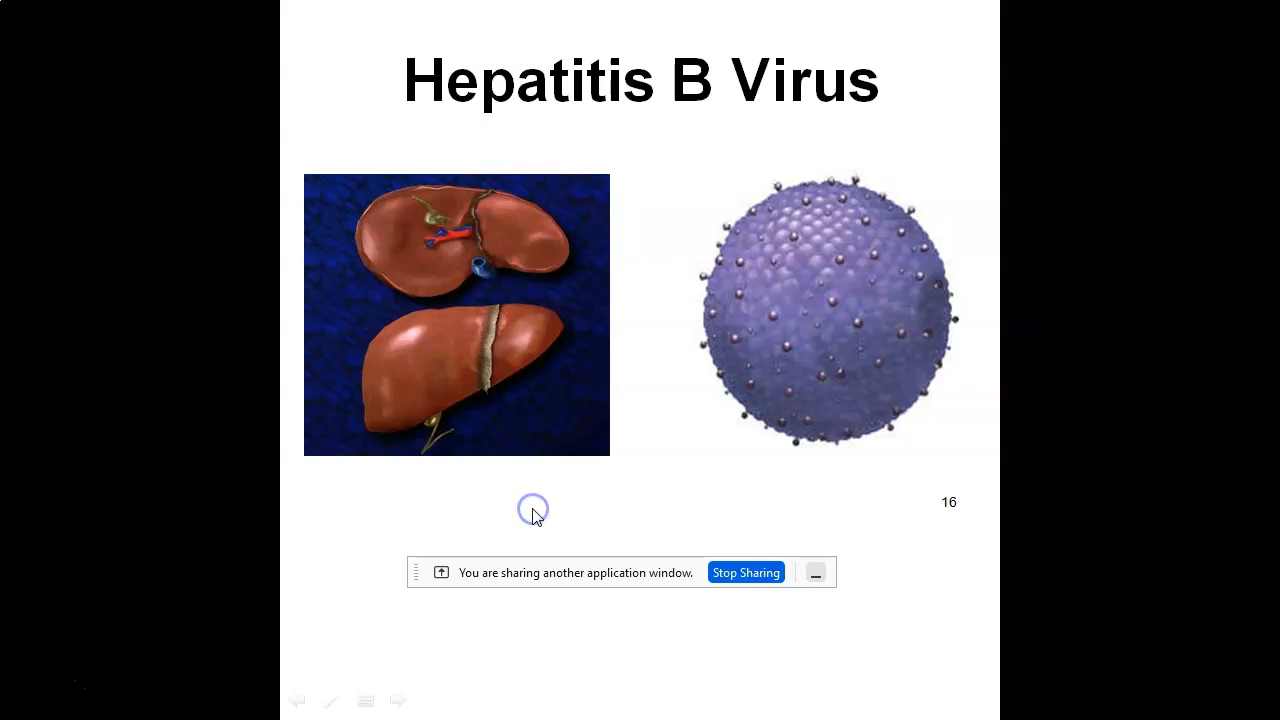 Hepatitis B Virus
16
You are sharing another application window. Stop Sharing